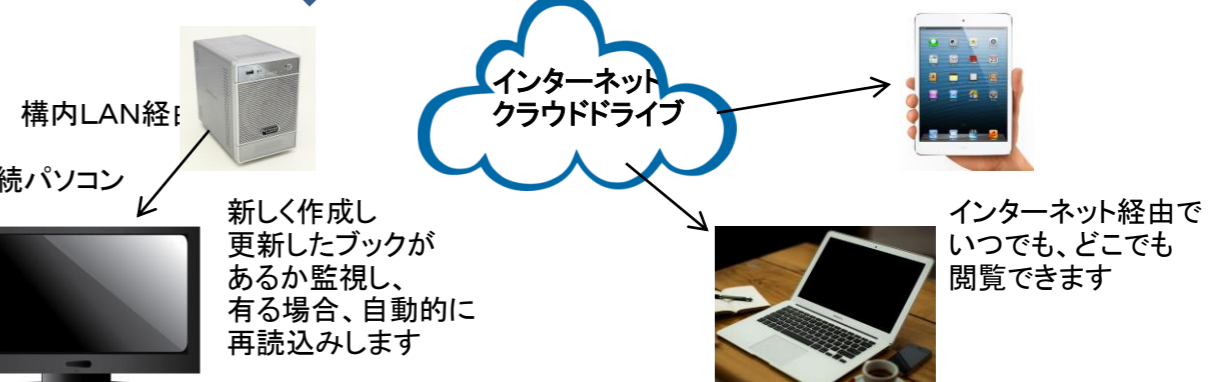 構内LAN経由
続パソコン
新しく作成し
更新したブックが
あるか監視し、
有る場合、自動的に
再読込みします
インターネット
クラウドドライブ
インターネット経由で
いつでも、どこでも
閲覧できます